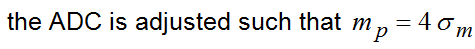 the ADC is adjusted such that m_p = 4 σ_m